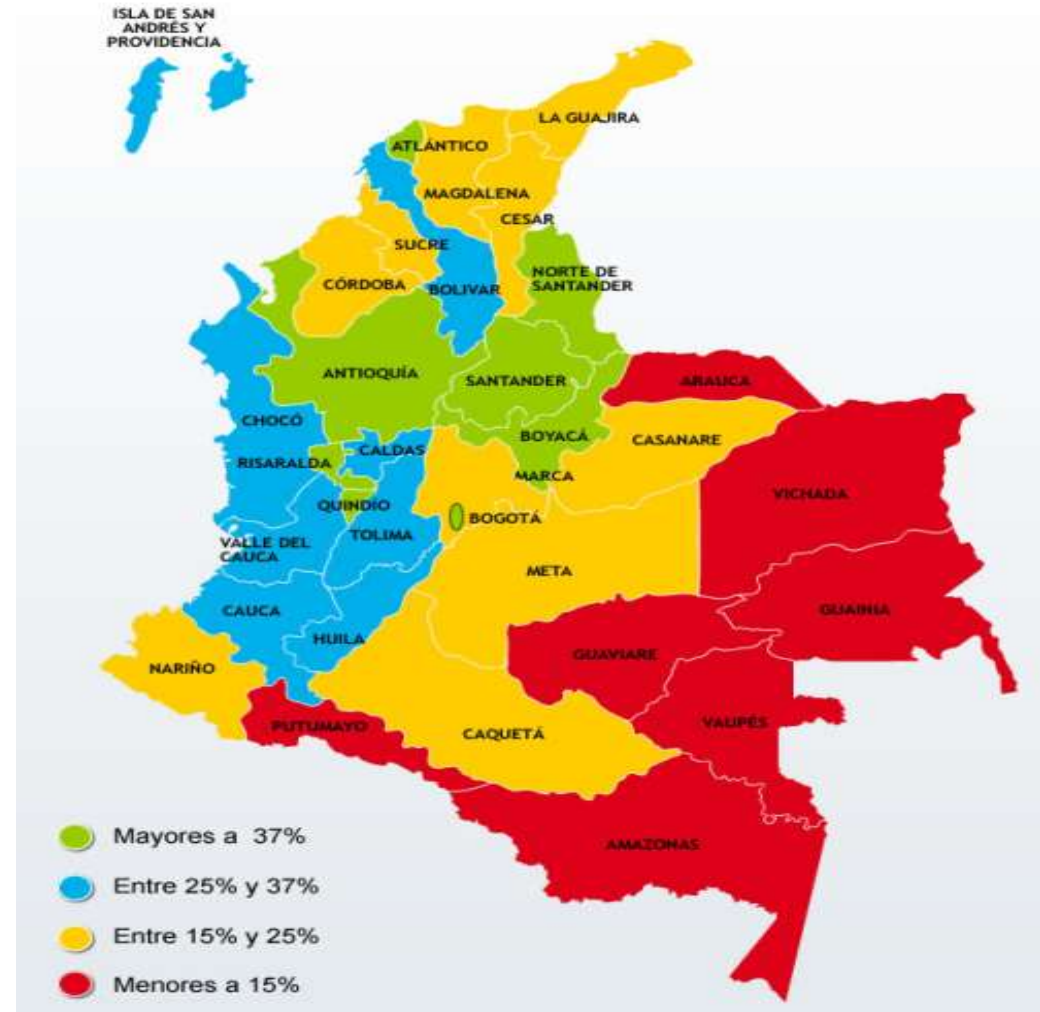 ISLA DE SAN
ANDRÉS Y
PROVIDENCIA
LA GUAJIRA
ATLÁNTICO
MAGDALENA
CESAR
SUCRE
CÓRDOBA
BOLIVAR
NORTE DE
SANTANDER
ANTIOQUÍA
SANTANDER
ARAUCA
CHOCÓ
BOYACÁ
CASANARE
CALDAS
RISARALDA
MARCA
VICHADA
QUINDIO
BOGOTÁ
TOLIMA
VALLE DEL
CAUCA
META
CAUCA
GUAINIA
HUILA
GUAVIARE
NARIÑO
VAUPÉS
PUTUMAYO
CAQUETÁ
AMAZONAS
Mayores a 37%
Entre 25% y 37%
Entre 15% y 25%
Menores a 15%